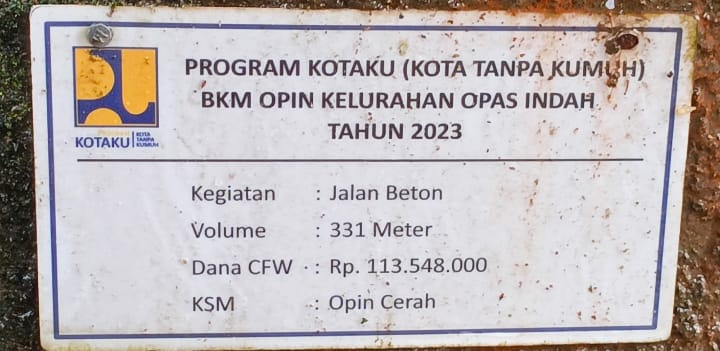 PROGRAM KOTAKU (KOTA TANPA KUMUH)
BKM OPIN KELURAHAN OPAS INDAH
TAHUN 2023
PROGRAM
KOTAKU
KOTA
TANPA
KUMUH
Kegiatan : Jalan Beton
Volume : 331 Meter
Dana CFW : Rp. 113.548.000
KSM : Opin Cerah